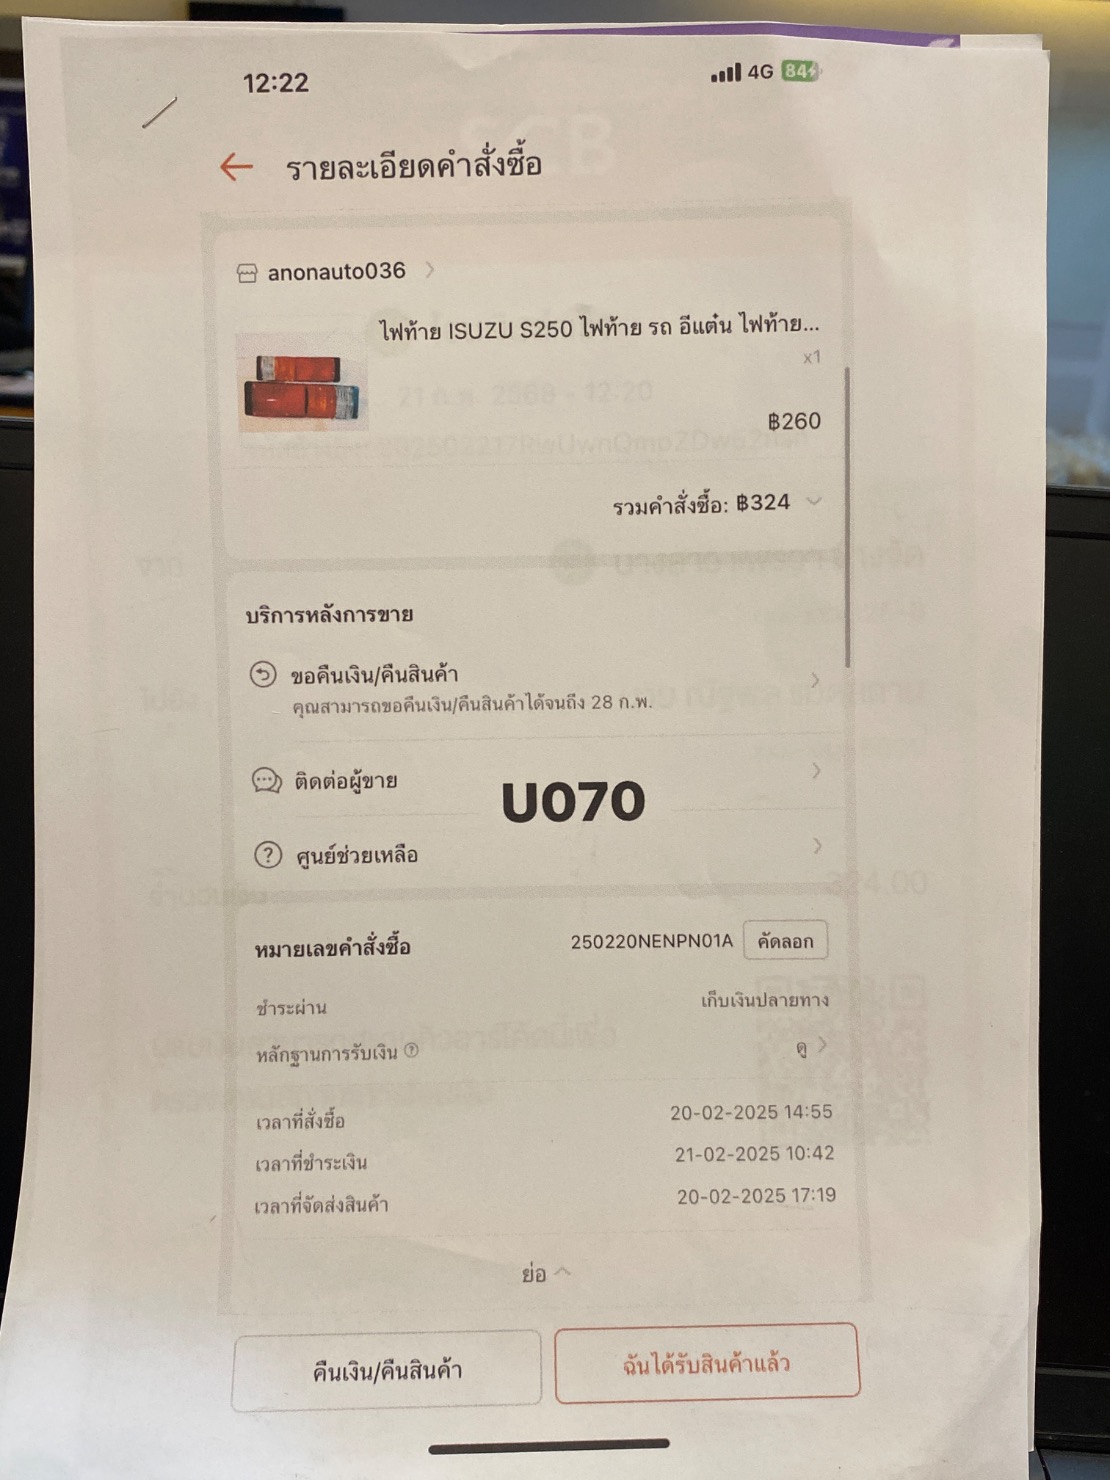 12:22
4G 84
รายละเอียดคำสั่งซื้อ
anonauto036
ไฟท้าย ISUZU S250 ไฟท้าย รถ อีแต๋น ไฟท้าย...
x1
฿260
รวมคำสั่งซื้อ: ฿324
บริการหลังการขาย
ขอคืนเงิน/คืนสินค้า
คุณสามารถขอคืนเงิน/คืนสินค้าได้จนถึง 28 ก.พ.
ติดต่อผู้ขาย
U070
ศูนย์ช่วยเหลือ
หมายเลขคำสั่งซื้อ 250220NENPN01A คัดลอก
ชำระผ่าน เก็บเงินปลายทาง
หลักฐานการรับเงิน ? ดู
เวลาที่สั่งซื้อ 20-02-2025 14:55
เวลาที่ชำระเงิน 21-02-2025 10:42
เวลาที่จัดส่งสินค้า 20-02-2025 17:19
ย่อ
คืนเงิน/คืนสินค้า ฉันได้รับสินค้าแล้ว